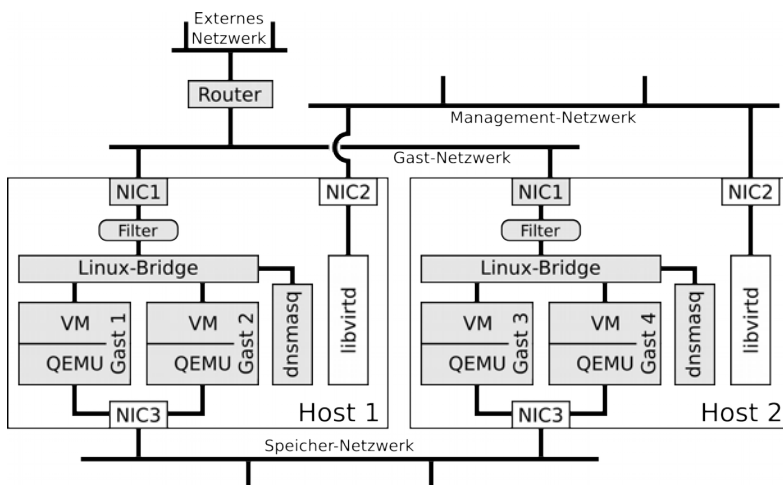 Externes
Netzwerk
Router
Management-Netzwerk
Gast-Netzwerk
NIC1
NIC2
NIC1
NIC2
Filter
Filter
Linux-Bridge
Linux-Bridge
VM
QEMU
Gast 1
VM
QEMU
Gast 2
dnsmasq
libvirtd
VM
QEMU
Gast 3
VM
QEMU
Gast 4
dnsmasq
libvirtd
NIC3
Host 1
NIC3
Host 2
Speicher-Netzwerk